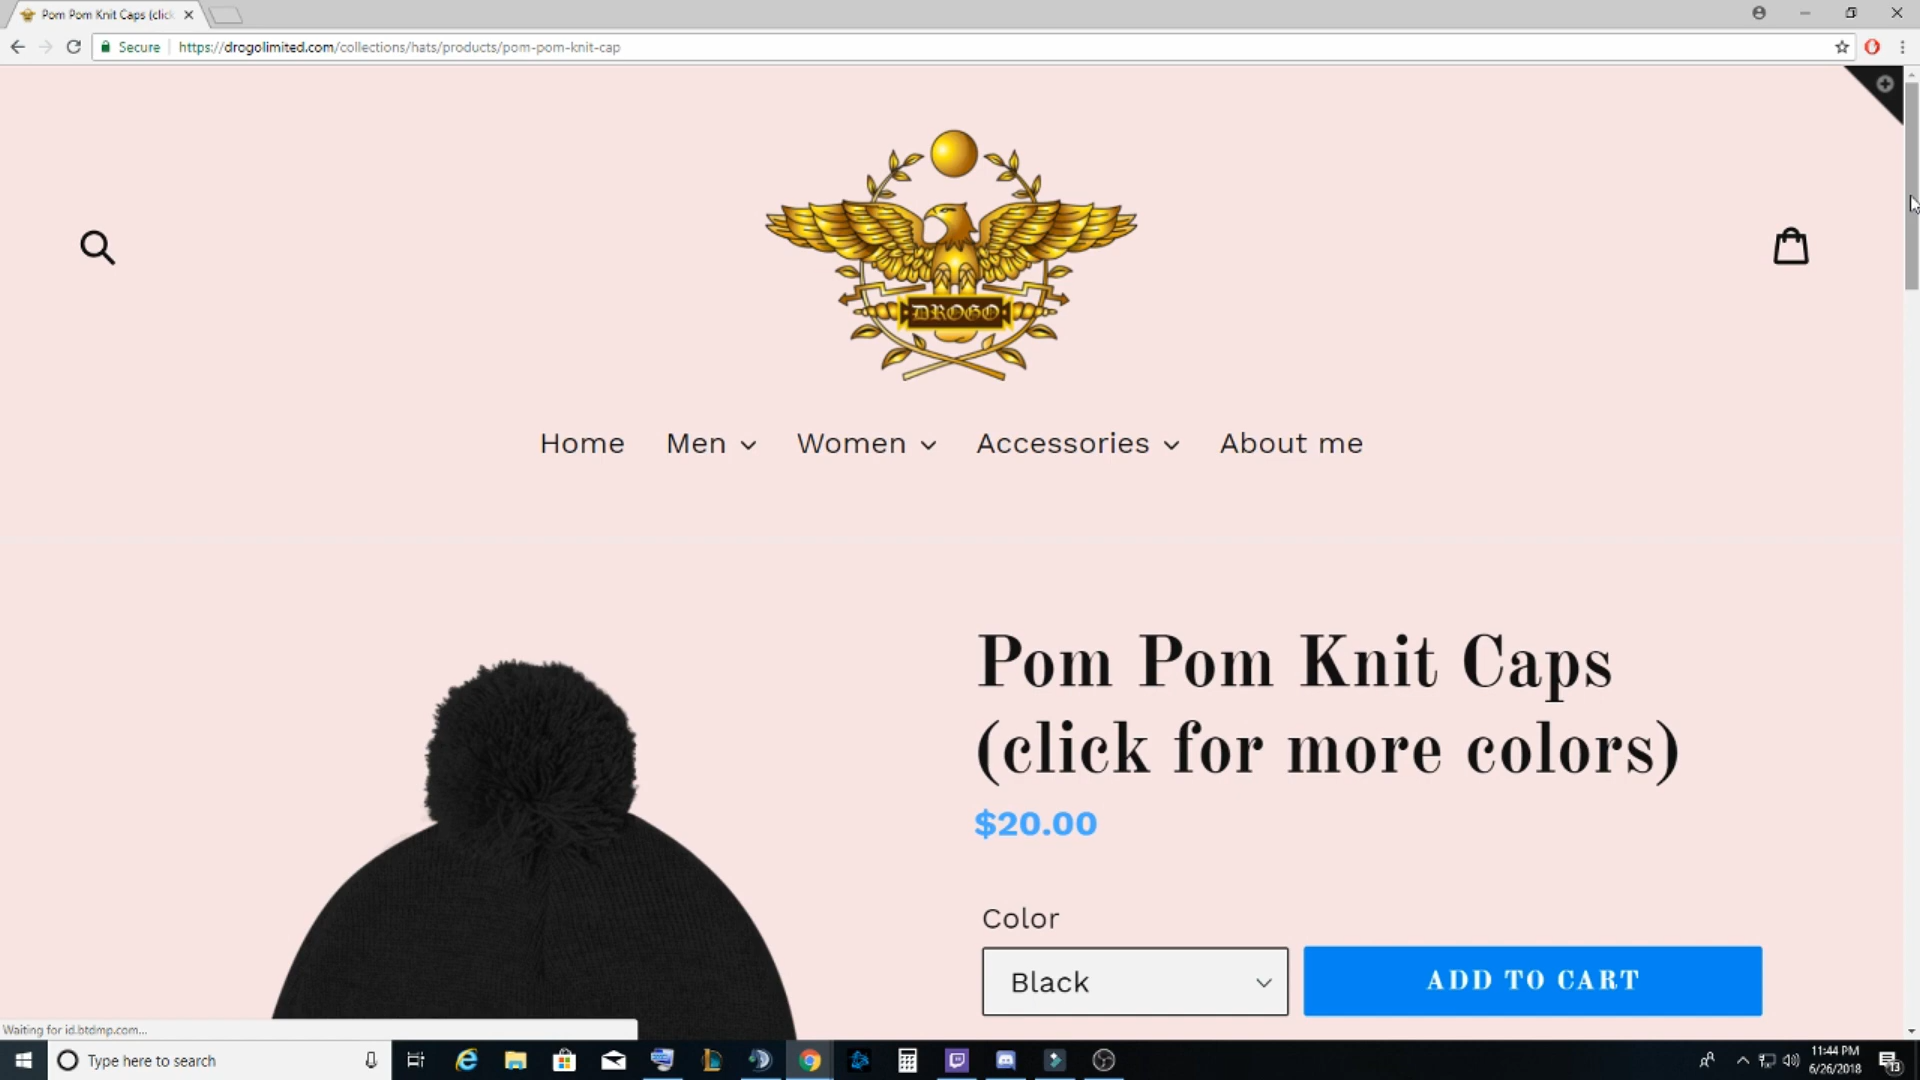 Pom Pom Knit Caps (clic
Secure
https://drogolimited.com/collections/hats/products/pom-pom-knit-cap
DROGO
Home
Men
Women
Accessories
About me
Pom Pom Knit Caps
(click for more colors)
$20.00
Color
Black
ADD TO CART
Waiting for id.btdmp.com...
Type here to search
11:44 PM
6/26/2018
13